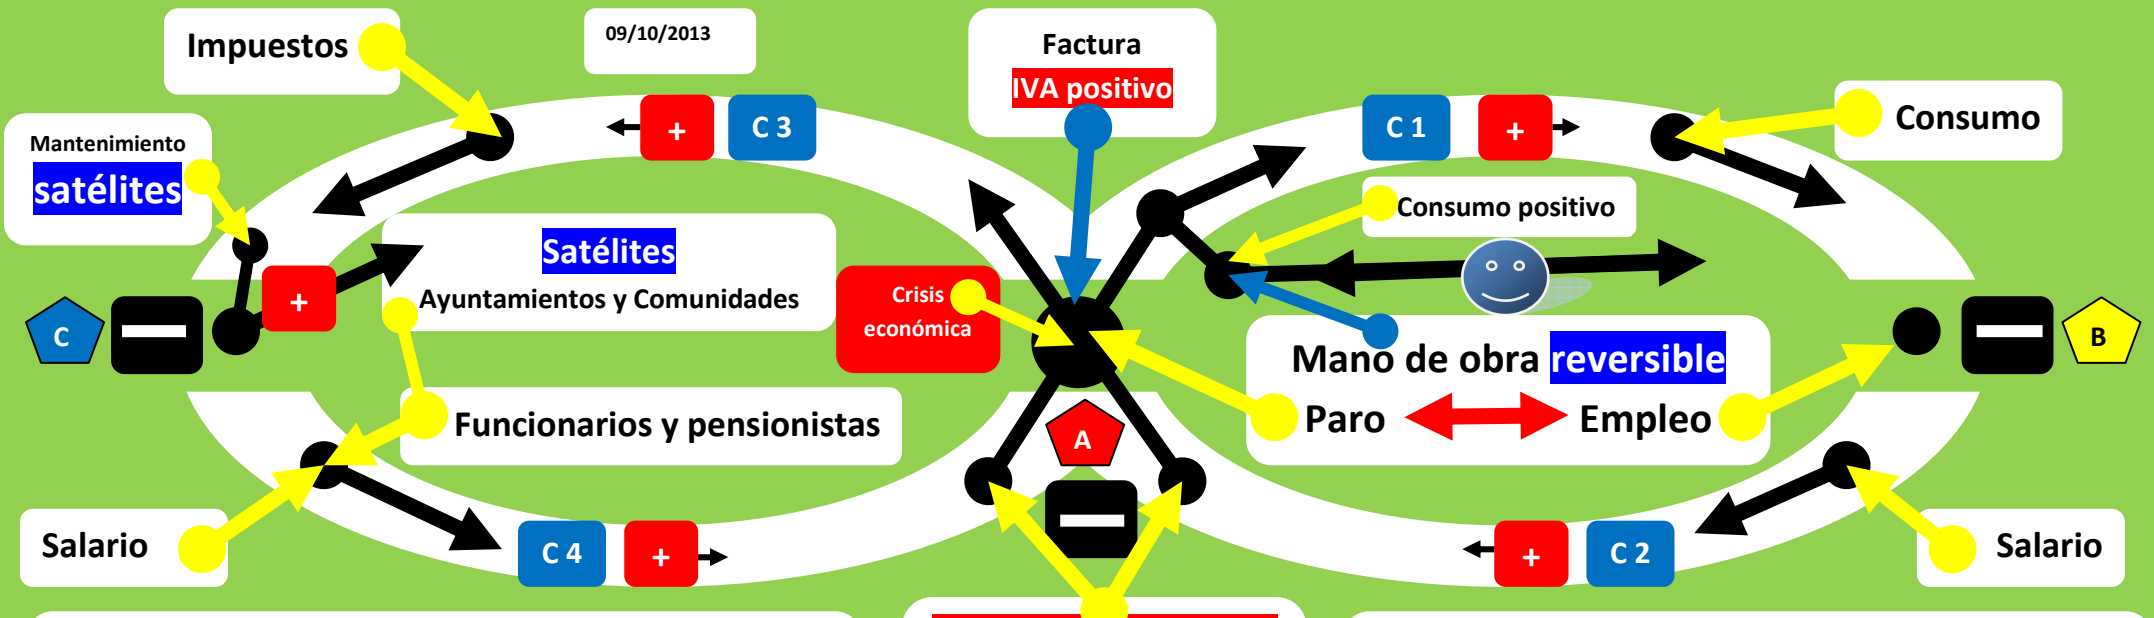 Impuestos
09/10/2013
Factura
IVA positivo
+
C 3
C 1
+
Consumo
Mantenimiento
satélites
Consumo positivo
Satélites
Ayuntamientos y Comunidades
+
Crisis
económica
C
B
Mano de obra reversible
Paro
Empleo
A
Funcionarios y pensionistas
Salario
C 4
+
+
C 2
Salario